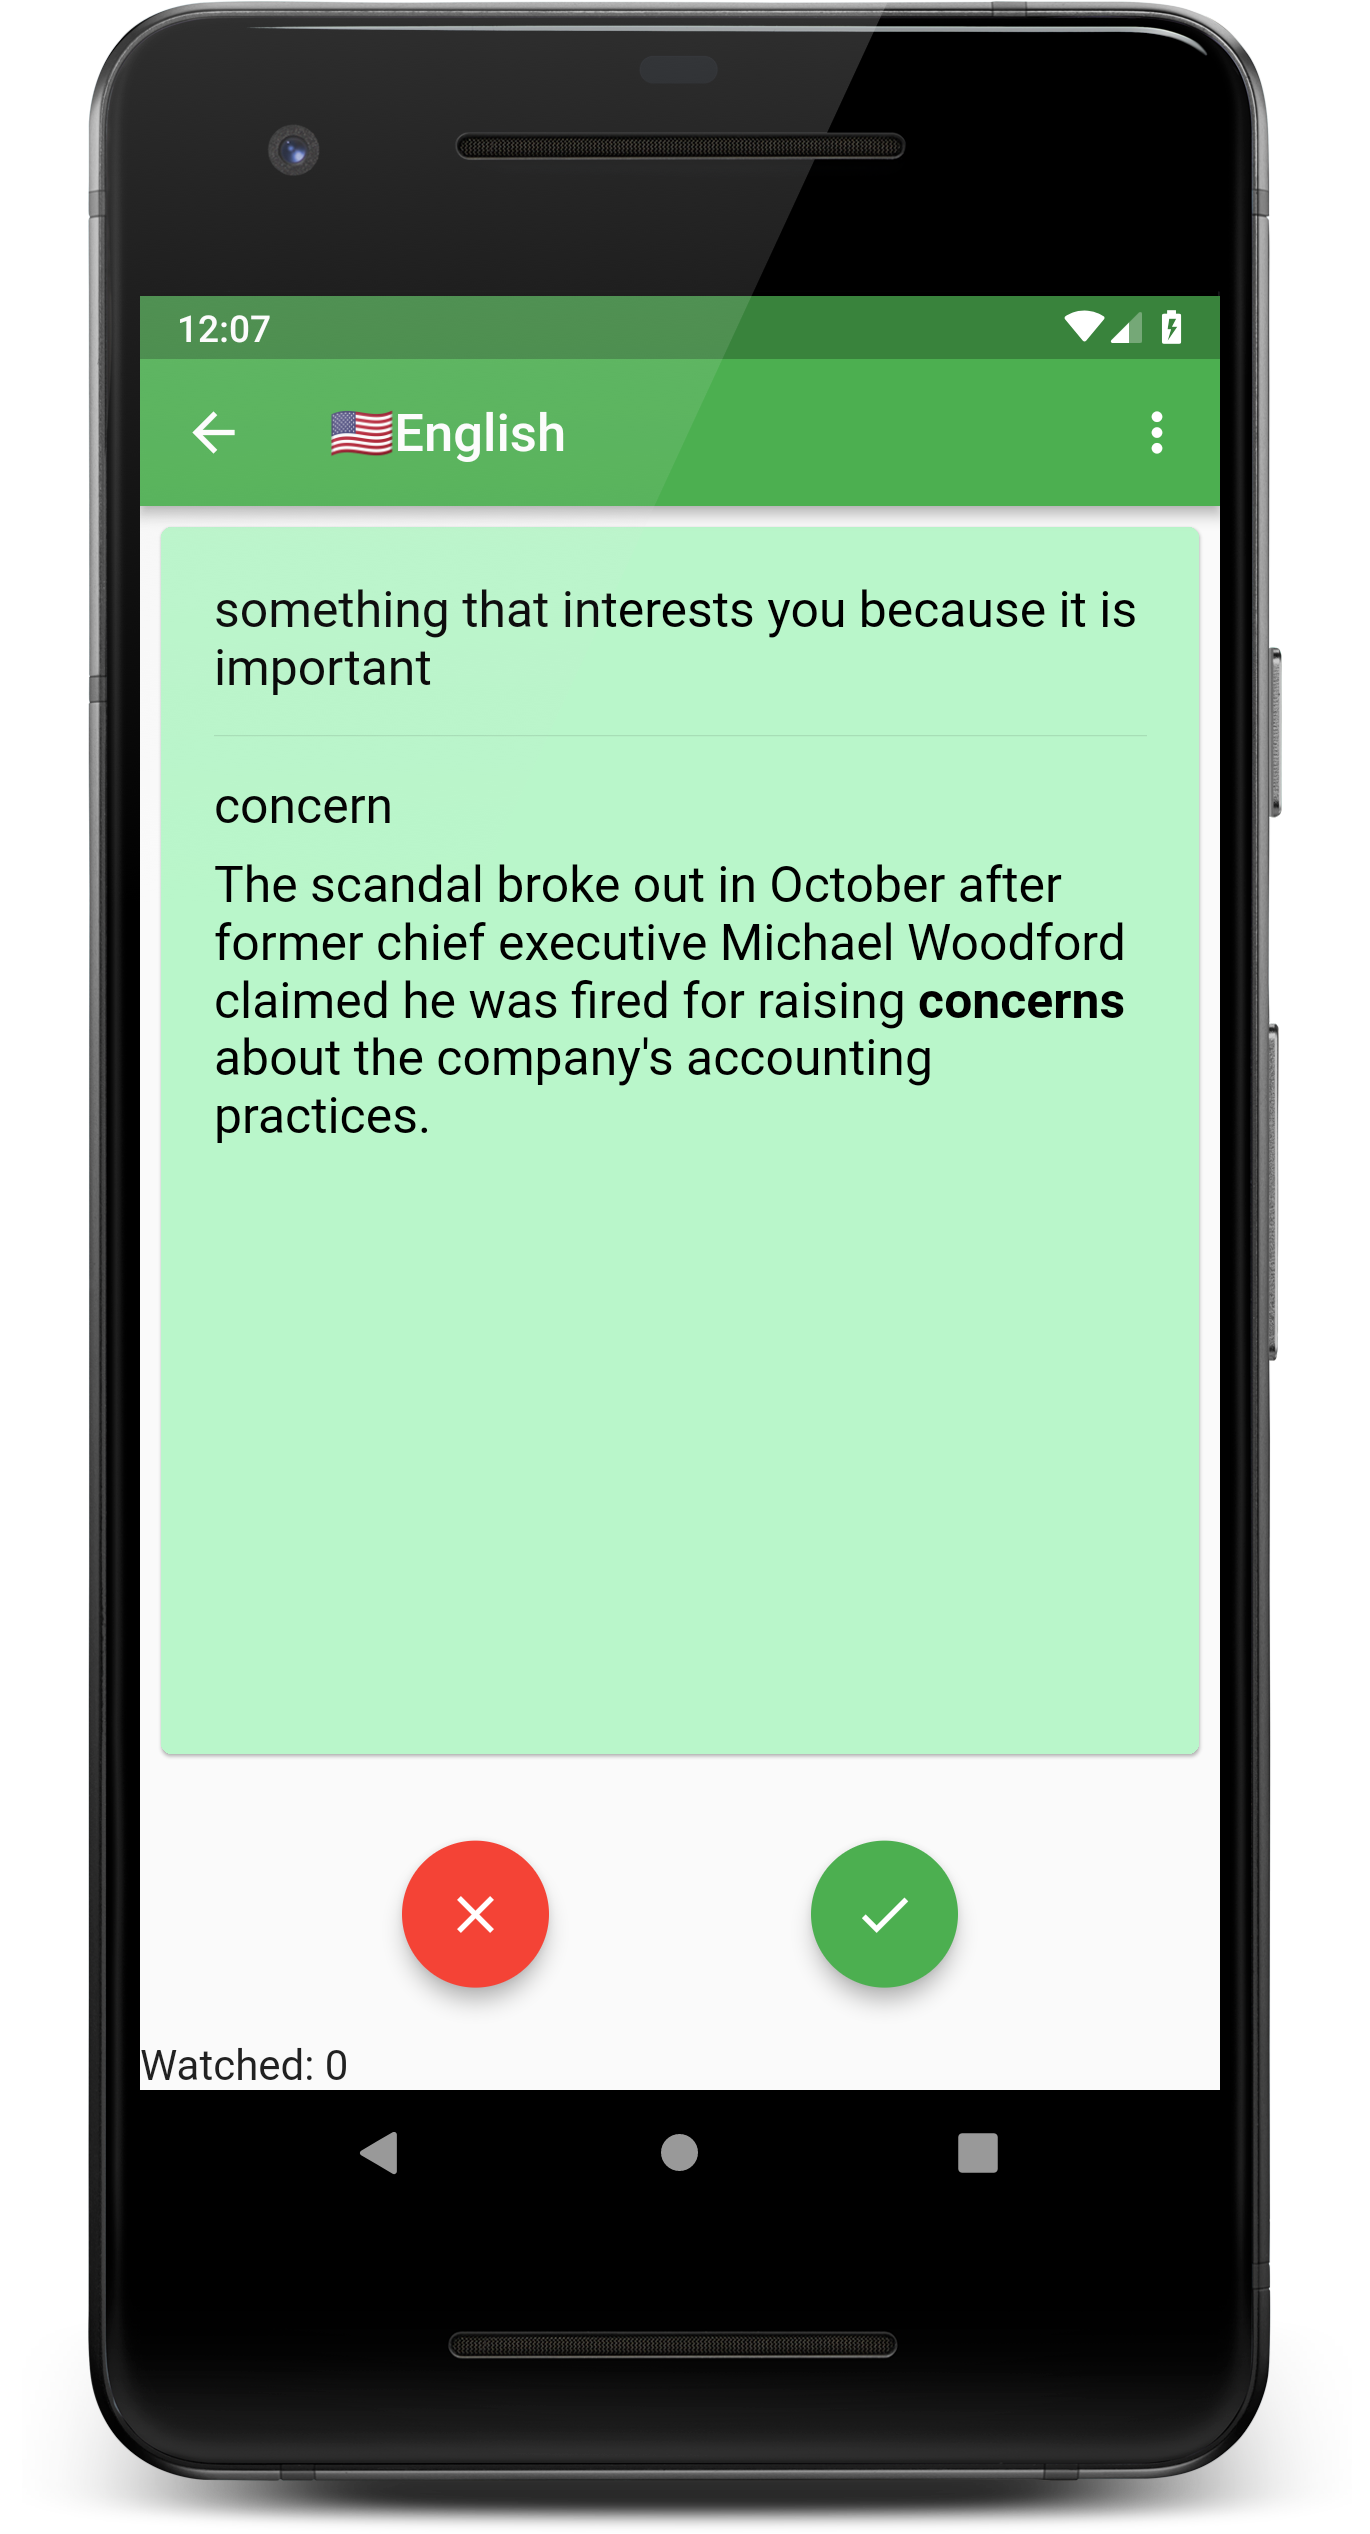 12:07
🇺🇸English
something that interests you because it is
important
concern
The scandal broke out in October after
former chief executive Michael Woodford
claimed he was fired for raising concerns
about the company's accounting
practices.
Watched: 0